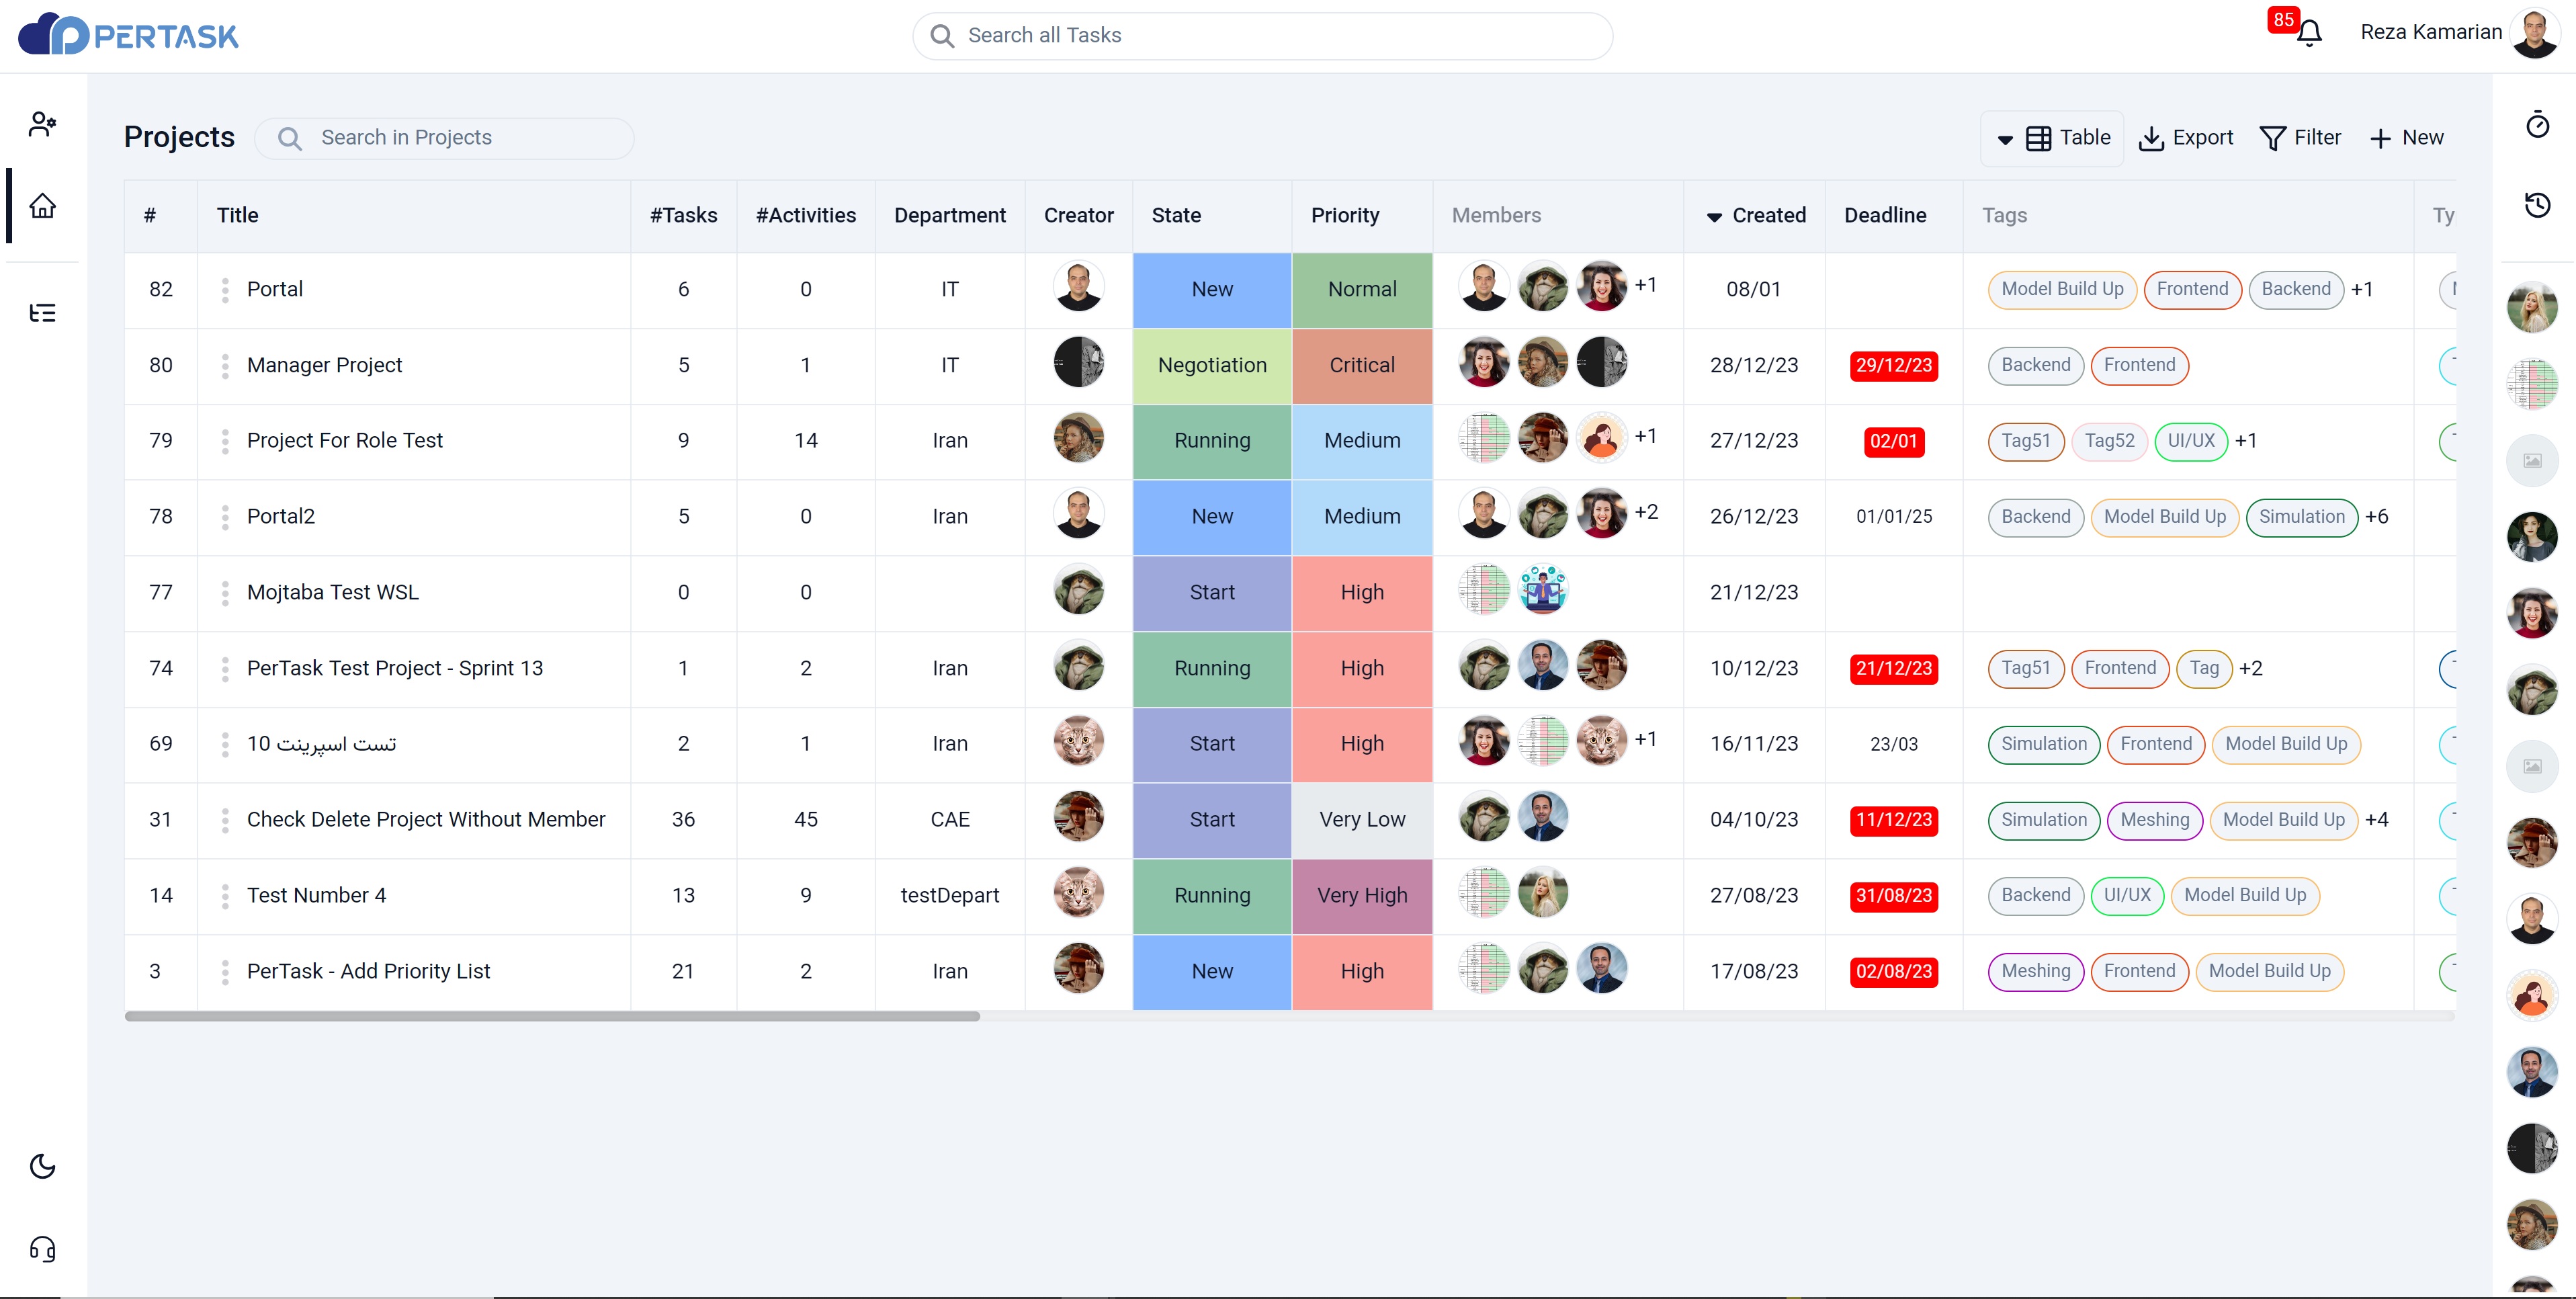 PERTASK
Search all Tasks
85
Reza Kamarian
Projects
Search in Projects
Table Export Filter New
# Title #Tasks #Activities Department Creator State Priority Members Created Deadline Tags Ty
82 Portal 6 0 IT New Normal +1 08/01 Model Build Up Frontend Backend +1
80 Manager Project 5 1 IT Negotiation Critical 28/12/23 29/12/23 Backend Frontend
79 Project For Role Test 9 14 Iran Running Medium +1 27/12/23 02/01 Tag51 Tag52 UI/UX +1
78 Portal2 5 0 Iran New Medium +2 26/12/23 01/01/25 Backend Model Build Up Simulation +6
77 Mojtaba Test WSL 0 0 Start High 21/12/23
74 PerTask Test Project - Sprint 13 1 2 Iran Running High 10/12/23 21/12/23 Tag51 Frontend Tag +2
69 تست اسپرینت 10 2 1 Iran Start High +1 16/11/23 23/03 Simulation Frontend Model Build Up
31 Check Delete Project Without Member 36 45 CAE Start Very Low 04/10/23 11/12/23 Simulation Meshing Model Build Up +4
14 Test Number 4 13 9 testDepart Running Very High 27/08/23 31/08/23 Backend UI/UX Model Build Up
3 PerTask - Add Priority List 21 2 Iran New High 17/08/23 02/08/23 Meshing Frontend Model Build Up